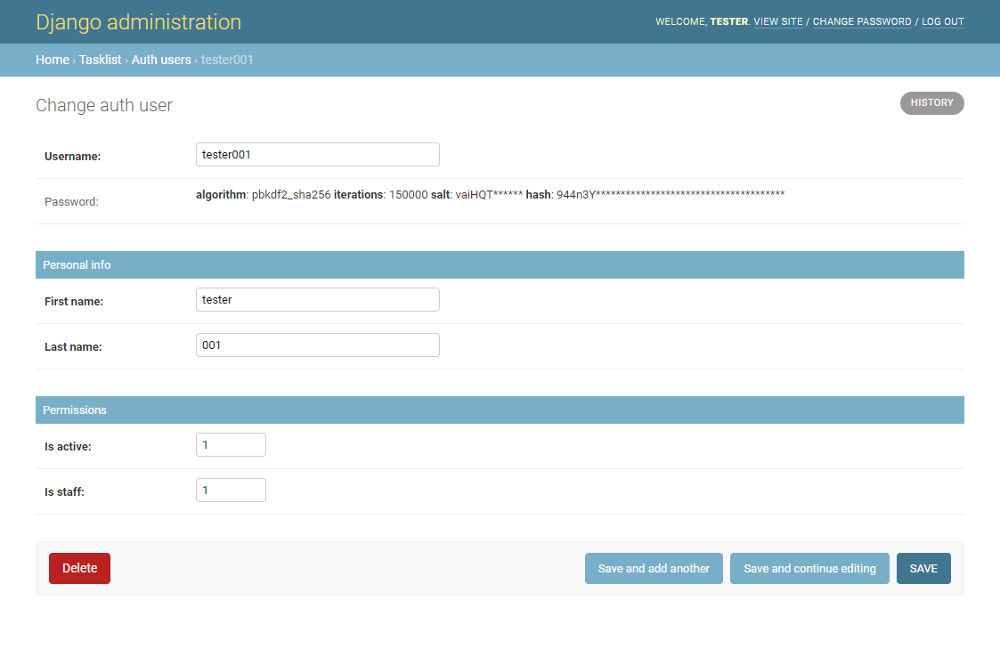 Django administration
WELCOME, TESTER. VIEW SITE / CHANGE PASSWORD / LOG OUT
Home › Tasklist › Auth users › tester001
Change auth user
HISTORY
Username: tester001
Password: algorithm: pbkdf2_sha256 iterations: 150000 salt: vaiHQT****** hash: 944n3Y**************************************
Personal info
First name: tester
Last name: 001
Permissions
Is active: 1
Is staff: 1
Delete Save and add another Save and continue editing SAVE